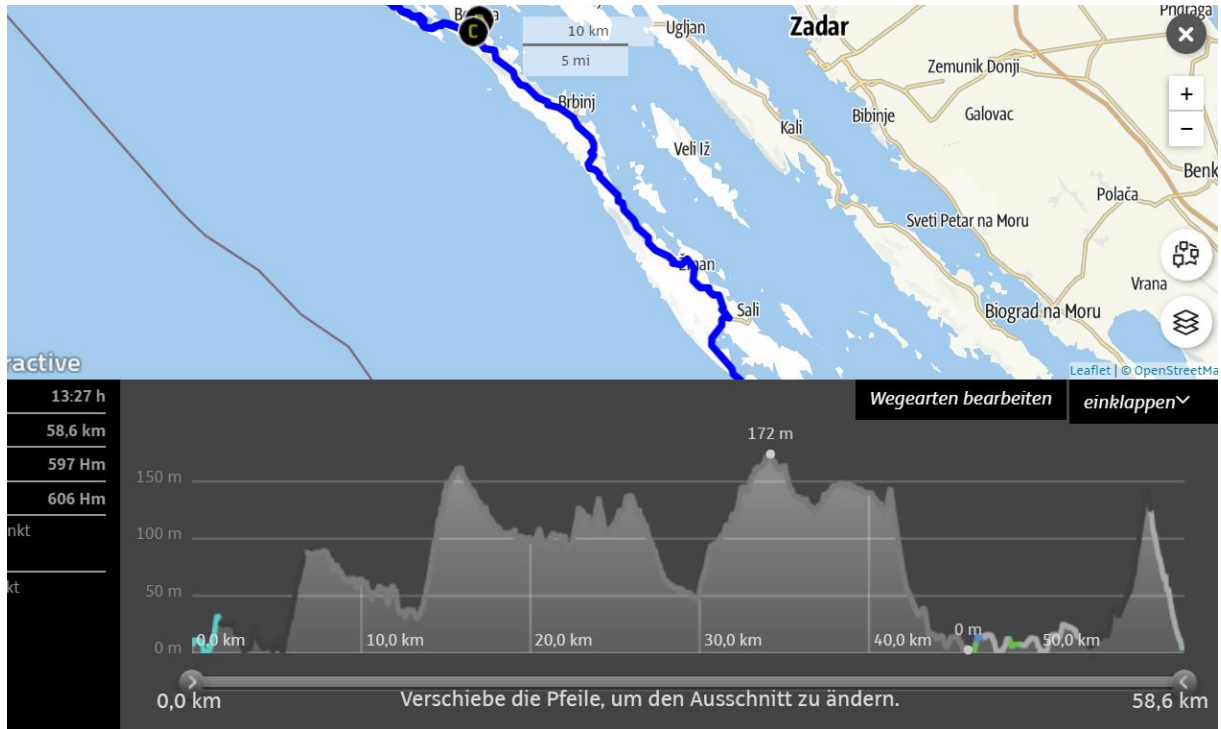 Pridraga
Zadar
Ugljan
C
10 km
5 mi
Zemunik Donji
+
−
Brbinj
Bibinje
Galovac
Kali
Veli Iž
Benk
Polača
Sveti Petar na Moru
Žman
Vrana
Sali
Biograd na Moru
ractive
Leaflet | © OpenStreetMa
13:27 h
Wegearten bearbeiten
einklappen
58,6 km
172 m
597 Hm
150 m
606 Hm
nkt
100 m
kt
50 m
0 m
0,0 km
10,0 km
20,0 km
30,0 km
40,0 km
0 m
50,0 km
0,0 km
Verschiebe die Pfeile, um den Ausschnitt zu ändern.
58,6 km